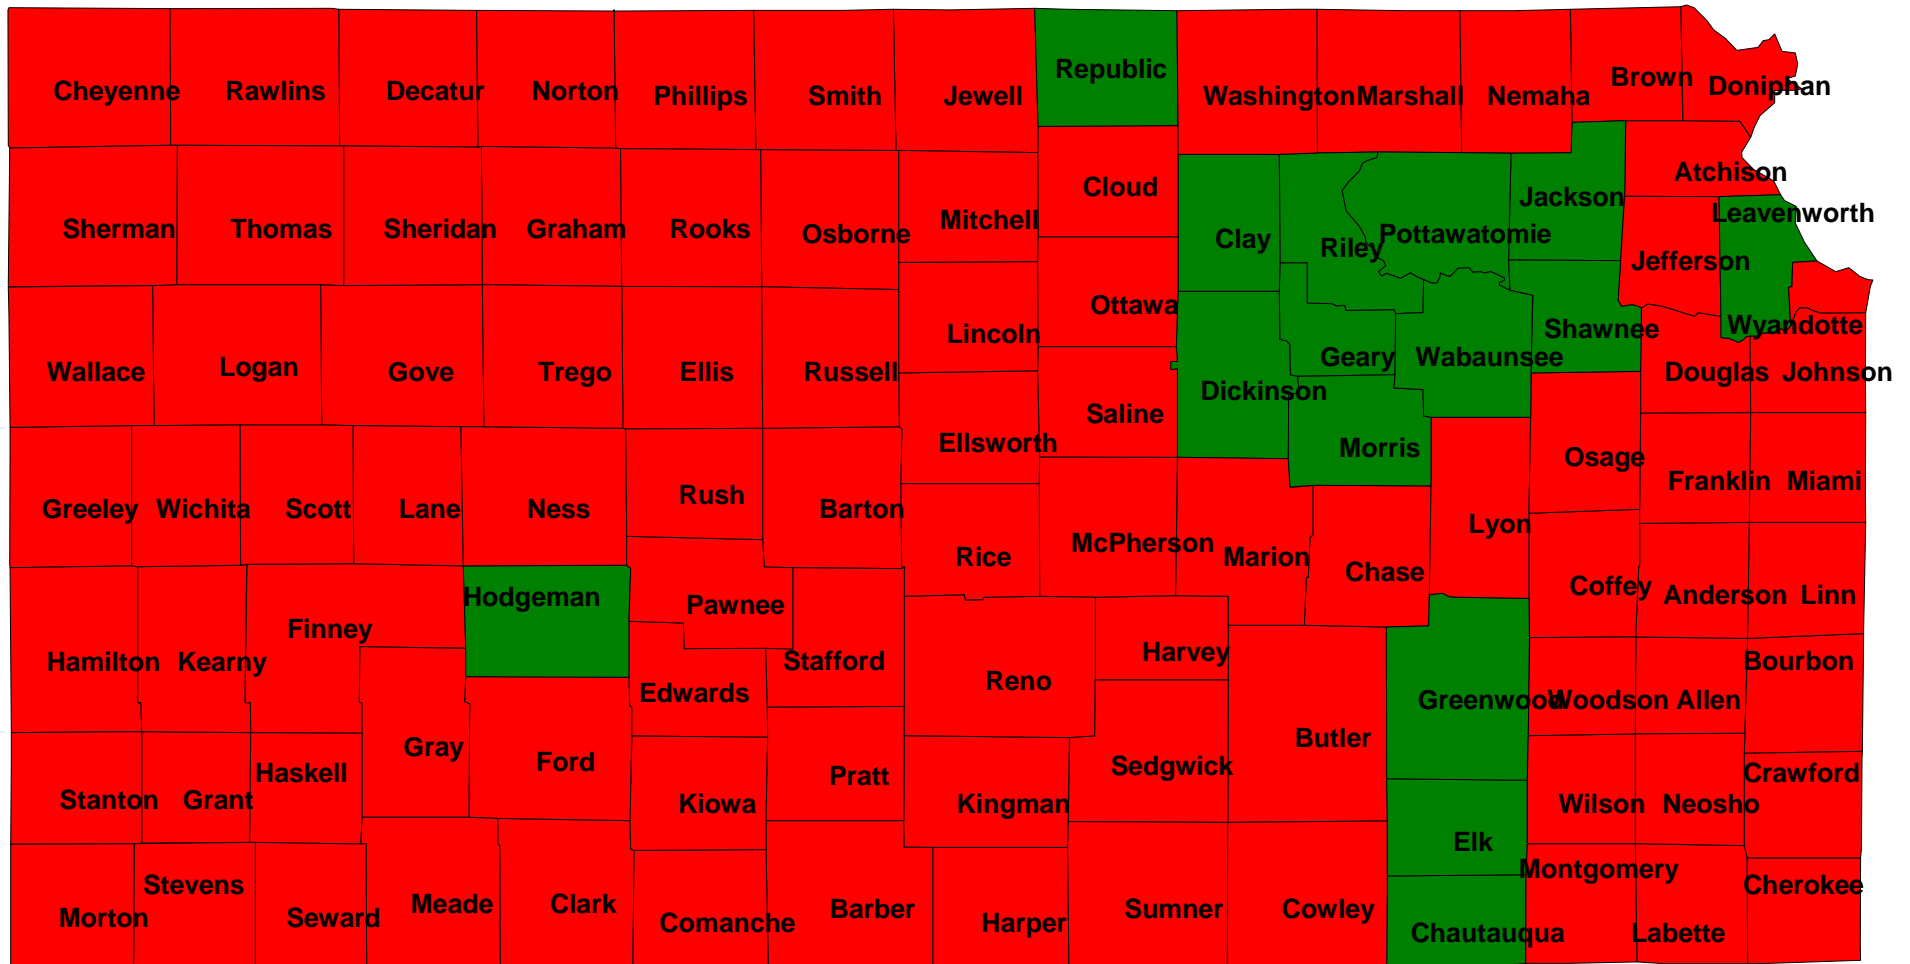 Cheyenne
Rawlins
Decatur
Norton
Phillips
Smith
Jewell
Republic
Washington
Marshall
Nemaha
Brown
Doniphan
Sherman
Thomas
Sheridan
Graham
Rooks
Osborne
Mitchell
Cloud
Clay
Riley
Pottawatomie
Jackson
Atchison
Leavenworth
Jefferson
Wallace
Logan
Gove
Trego
Ellis
Russell
Lincoln
Ottawa
Saline
Dickinson
Geary
Wabaunsee
Shawnee
Wyandotte
Douglas
Johnson
Greeley
Wichita
Scott
Lane
Ness
Rush
Barton
Ellsworth
Rice
McPherson
Marion
Morris
Chase
Lyon
Osage
Franklin
Miami
Coffey
Anderson
Linn
Hamilton
Kearny
Finney
Hodgeman
Pawnee
Edwards
Stafford
Reno
Harvey
Sedgwick
Butler
Greenwood
Woodson
Allen
Bourbon
Stanton
Grant
Haskell
Gray
Ford
Kiowa
Pratt
Kingman
Elk
Wilson
Neosho
Crawford
Morton
Stevens
Seward
Meade
Clark
Comanche
Barber
Harper
Sumner
Cowley
Chautauqua
Montgomery
Labette
Cherokee